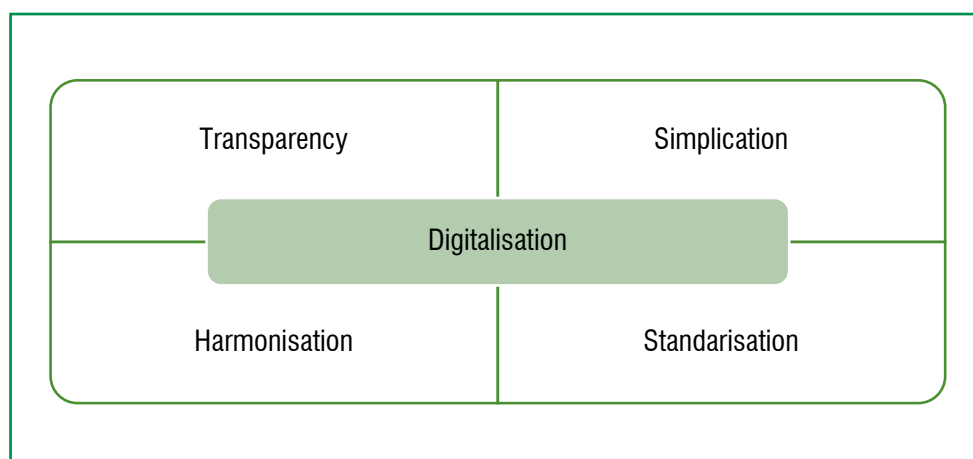 Transparency
Simplication
Digitalisation
Harmonisation
Standarisation